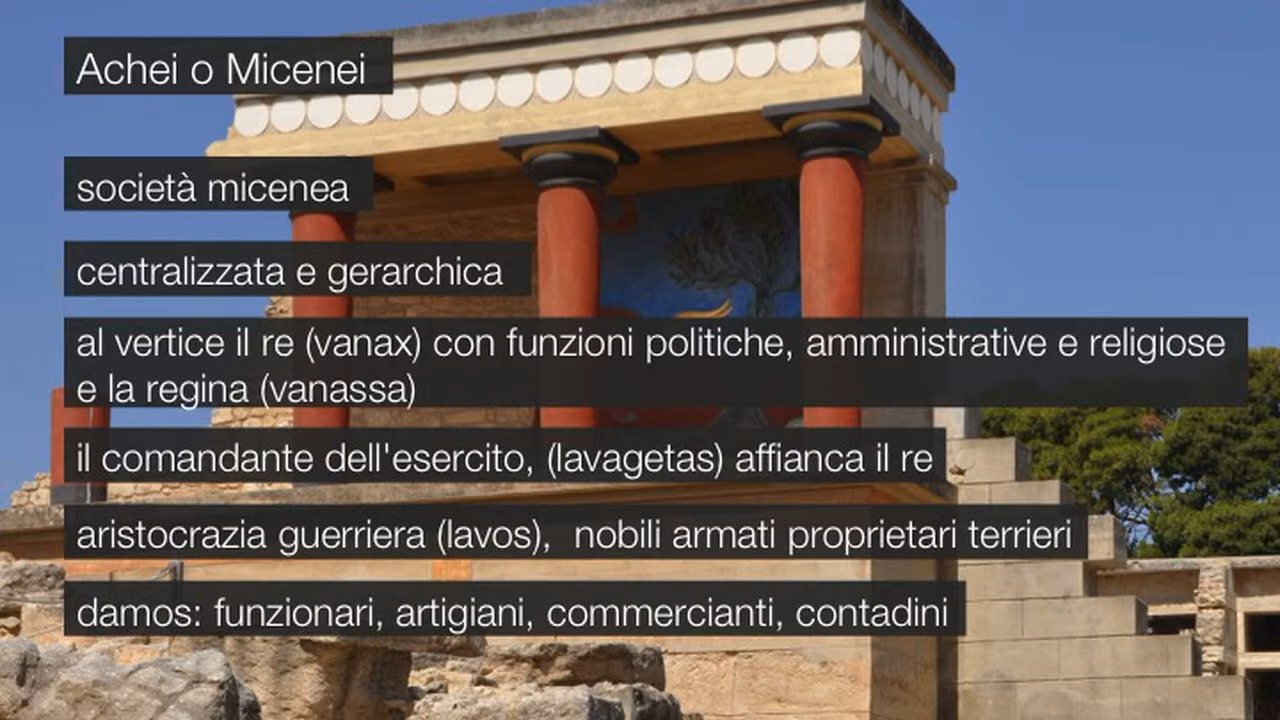 Achei o Micenei
società micenea
centralizzata e gerarchica
al vertice il re (vanax) con funzioni politiche, amministrative e religiose
e la regina (vanassa)
il comandante dell'esercito, (lavagetas) affianca il re
aristocrazia guerriera (lavos),  nobili armati proprietari terrieri
damos: funzionari, artigiani, commercianti, contadini